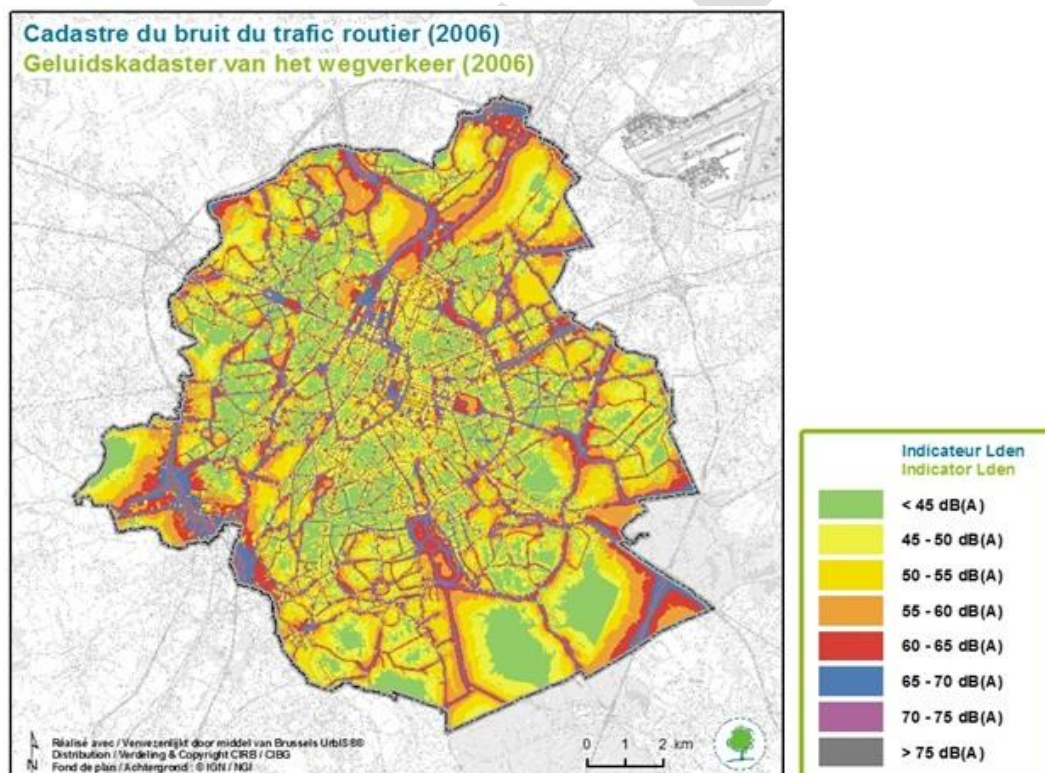 Cadastre du bruit du trafic routier (2006)
Geluidskadaster van het wegverkeer (2006)
Indicateur Lden
Indicator Lden
< 45 dB(A)
45 - 50 dB(A)
50 - 55 dB(A)
55 - 60 dB(A)
60 - 65 dB(A)
65 - 70 dB(A)
70 - 75 dB(A)
> 75 dB(A)
N
Réalisé avec / Verwezenlijkt door middel van Brussels UrbIS ®©
Distribution / Verdeling & Copyright CIRB / CIBG
Fond de plan / Achtergrond : © IGN / NGI
0 1 2 km